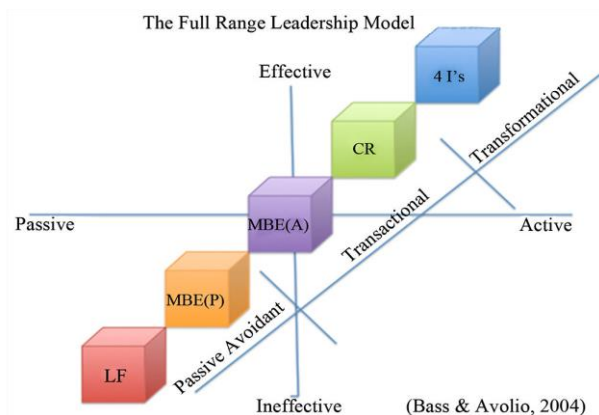 The Full Range Leadership Model
Effective
4 I's
CR
Transformational
Passive
MBE(A)
Transactional
Active
MBE(P)
Passive Avoidant
LF
Ineffective
(Bass & Avolio, 2004)